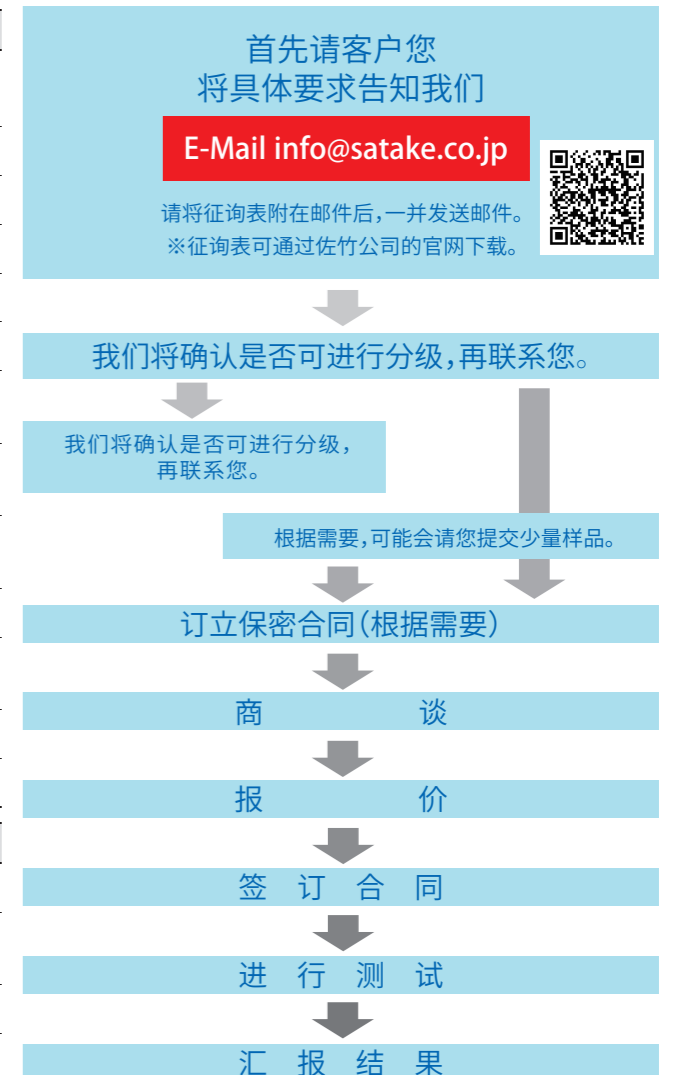 首先请客户您
将具体要求告知我们
E-Mail info@satake.co.jp
请将征询表附在邮件后，一并发送邮件。
※征询表可通过佐竹公司的官网下载。
我们将确认是否可进行分级，再联系您。
我们将确认是否可进行分级，
再联系您。
根据需要，可能会请您提交少量样品。
订立保密合同（根据需要）
商 谈
报 价
签 订 合 同
进 行 测 试
汇 报 结 果